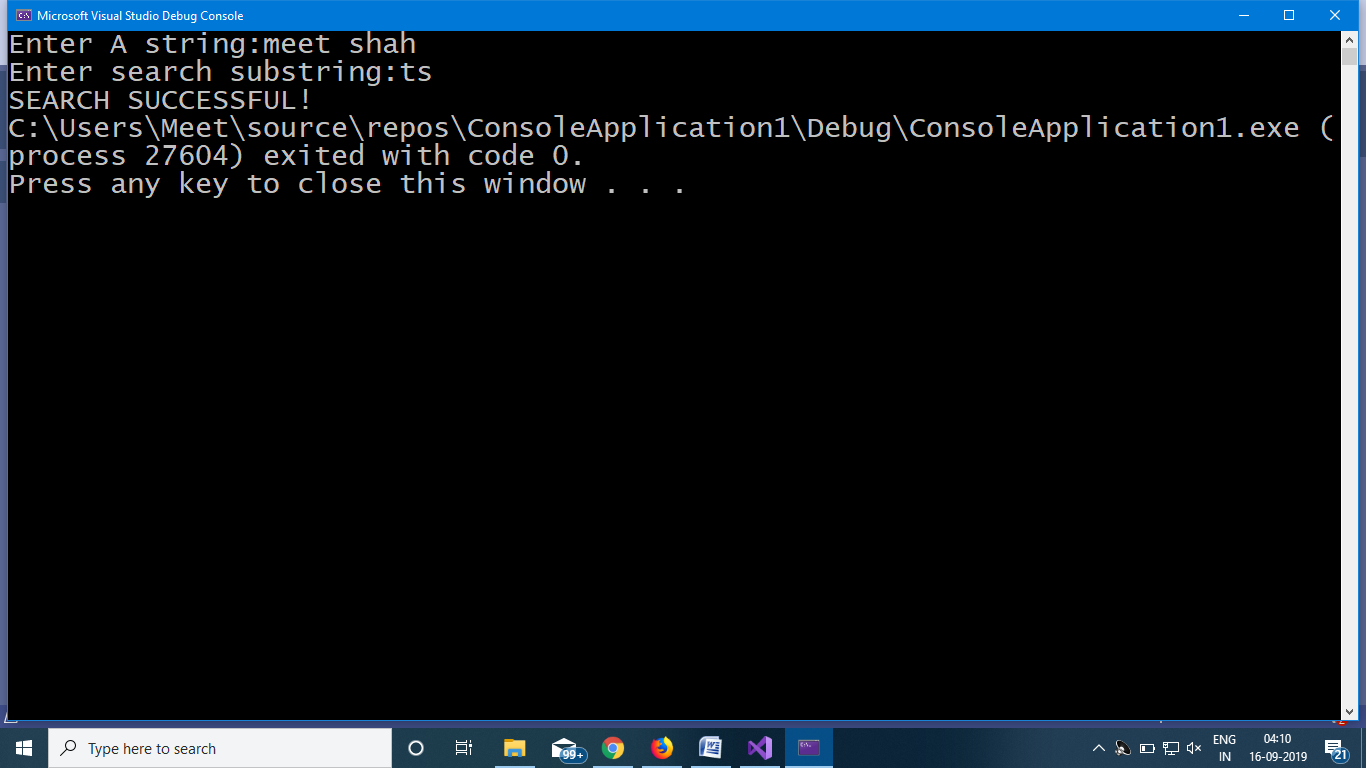 Microsoft Visual Studio Debug Console
Enter A string:meet shah
Enter search substring:ts
SEARCH SUCCESSFUL!
C:\Users\Meet\source\repos\ConsoleApplication1\Debug\ConsoleApplication1.exe (
process 27604) exited with code 0.
Press any key to close this window . . .
Type here to search
99+
ENG
IN
04:10
16-09-2019
21